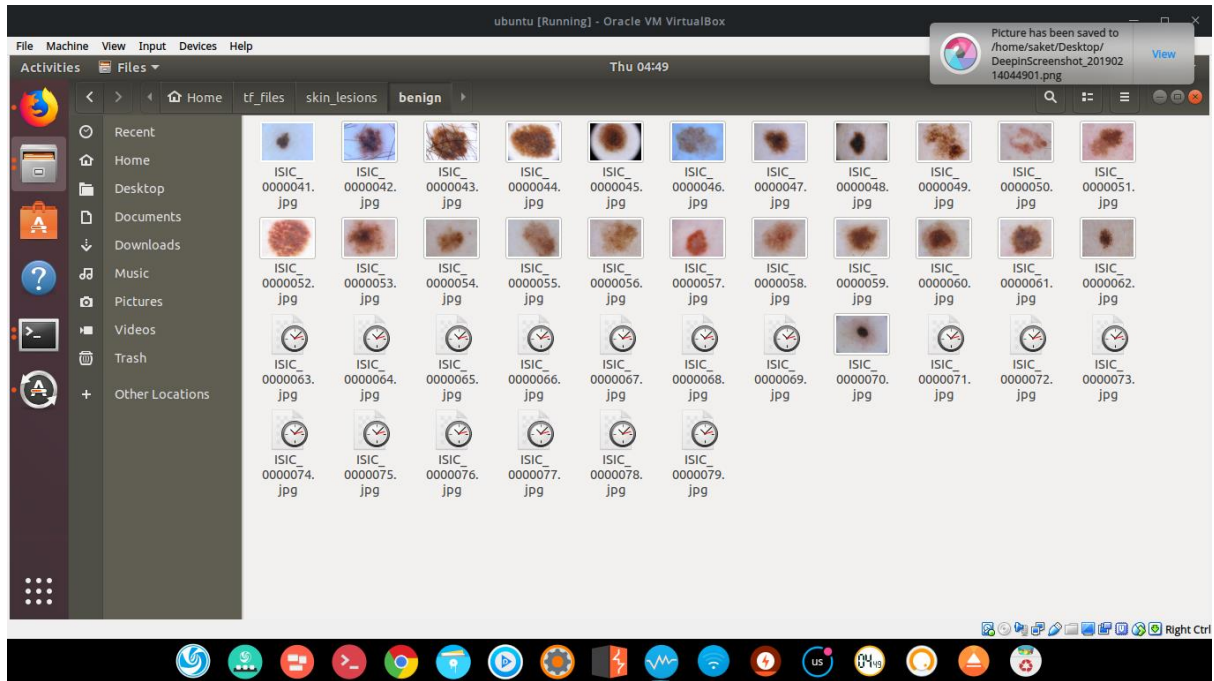 ubuntu [Running] - Oracle VM VirtualBox
File Machine View Input Devices Help
Picture has been saved to
/home/saket/Desktop/
DeepinScreenshot_201902
14044901.png
View
Activities Files Thu 04:49
Home tf_files skin_lesions benign
Recent
Home
Desktop
Documents
Downloads
Music
Pictures
Videos
Trash
+ Other Locations
ISIC_ ISIC_ ISIC_ ISIC_ ISIC_ ISIC_ ISIC_ ISIC_ ISIC_ ISIC_ ISIC_
0000041. 0000042. 0000043. 0000044. 0000045. 0000046. 0000047. 0000048. 0000049. 0000050. 0000051.
jpg jpg jpg jpg jpg jpg jpg jpg jpg jpg jpg
ISIC_ ISIC_ ISIC_ ISIC_ ISIC_ ISIC_ ISIC_ ISIC_ ISIC_ ISIC_ ISIC_
0000052. 0000053. 0000054. 0000055. 0000056. 0000057. 0000058. 0000059. 0000060. 0000061. 0000062.
jpg jpg jpg jpg jpg jpg jpg jpg jpg jpg jpg
ISIC_ ISIC_ ISIC_ ISIC_ ISIC_ ISIC_ ISIC_ ISIC_ ISIC_ ISIC_ ISIC_
0000063. 0000064. 0000065. 0000066. 0000067. 0000068. 0000069. 0000070. 0000071. 0000072. 0000073.
jpg jpg jpg jpg jpg jpg jpg jpg jpg jpg jpg
ISIC_ ISIC_ ISIC_ ISIC_ ISIC_ ISIC_
0000074. 0000075. 0000076. 0000077. 0000078. 0000079.
jpg jpg jpg jpg jpg jpg
Right Ctrl
us 04 49